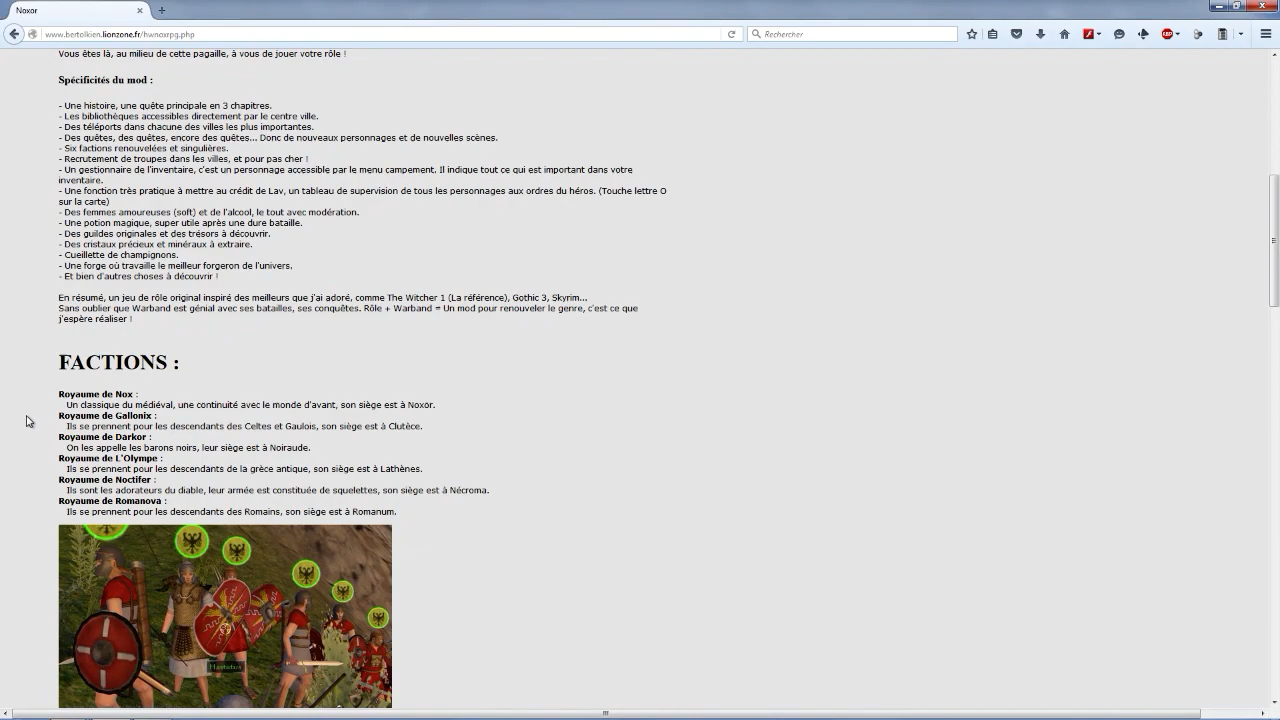 Noxor
www.bertolkien.lionzone.fr/hwnoxrpg.php
Rechercher
ABP
Vous êtes là, au milieu de cette pagaille, à vous de jouer votre rôle !
Spécificités du mod :
- Une histoire, une quête principale en 3 chapitres.
- Les bibliothèques accessibles directement par le centre ville.
- Des téléports dans chacune des villes les plus importantes.
- Des quêtes, des quêtes, encore des quêtes... Donc de nouveaux personnages et de nouvelles scènes.
- Six factions renouvelées et singulières.
- Recrutement de troupes dans les villes, et pour pas cher !
- Un gestionnaire de l'inventaire, c'est un personnage accessible par le menu campement. Il indique tout ce qui est important dans votre
inventaire.
- Une fonction très pratique à mettre au crédit de Lav, un tableau de supervision de tous les personnages aux ordres du héros. (Touche lettre O
sur la carte)
- Des femmes amoureuses (soft) et de l'alcool, le tout avec modération.
- Une potion magique, super utile après une dure bataille.
- Des guildes originales et des trésors à découvrir.
- Des cristaux précieux et minéraux à extraire.
- Cueillette de champignons.
- Une forge où travaille le meilleur forgeron de l'univers.
- Et bien d'autres choses à découvrir !
En résumé, un jeu de rôle original inspiré des meilleurs que j'ai adoré, comme The Witcher 1 (La référence), Gothic 3, Skyrim...
Sans oublier que Warband est génial avec ses batailles, ses conquêtes. Rôle + Warband = Un mod pour renouveler le genre, c'est ce que
j'espère réaliser !
FACTIONS :
Royaume de Nox :
Un classique du médiéval, une continuité avec le monde d'avant, son siège est à Noxor.
Royaume de Gallonix :
Ils se prennent pour les descendants des Celtes et Gaulois, son siège est à Clutèce.
Royaume de Darkor :
On les appelle les barons noirs, leur siège est à Noiraude.
Royaume de L'Olympe :
Ils se prennent pour les descendants de la grèce antique, son siège est à Lathènes.
Royaume de Noctifer :
Ils sont les adorateurs du diable, leur armée est constituée de squelettes, son siège est à Nécroma.
Royaume de Romanova :
Ils se prennent pour les descendants des Romains, son siège est à Romanum.